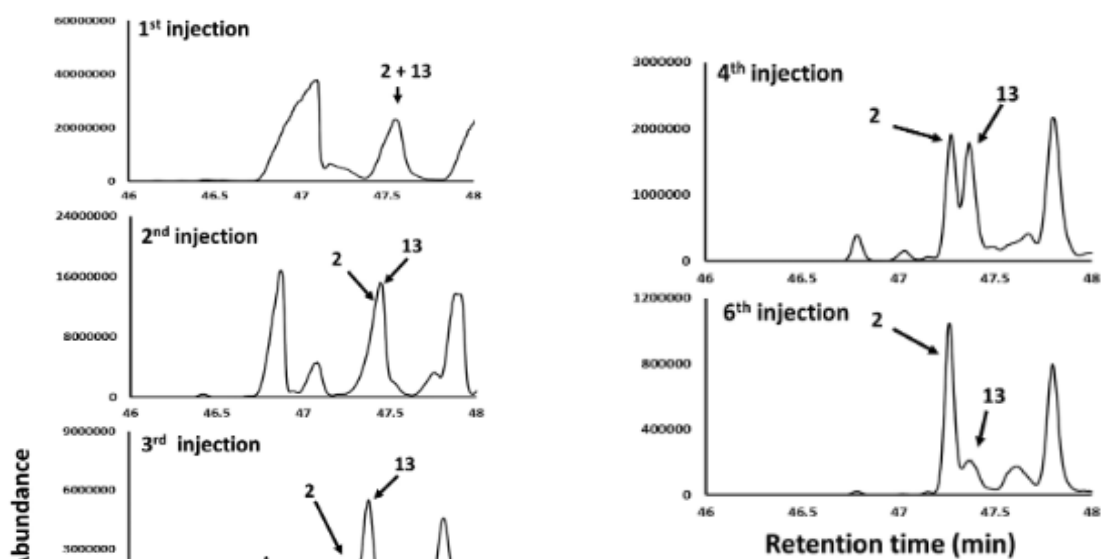 60000000
1st injection
40000000
2 + 13
20000000
0
46 46.5 47 47.5 48
24000000
2nd injection
2 13
16000000
8000000
0
46 46.5 47 47.5 48
9000000
3rd injection
13
2
6000000
3000000
Abundance
3000000
4th injection
13
2
2000000
1000000
0
46 46.5 47 47.5 48
1200000
6th injection
2
800000
13
400000
0
46 46.5 47 47.5 48
Retention time (min)